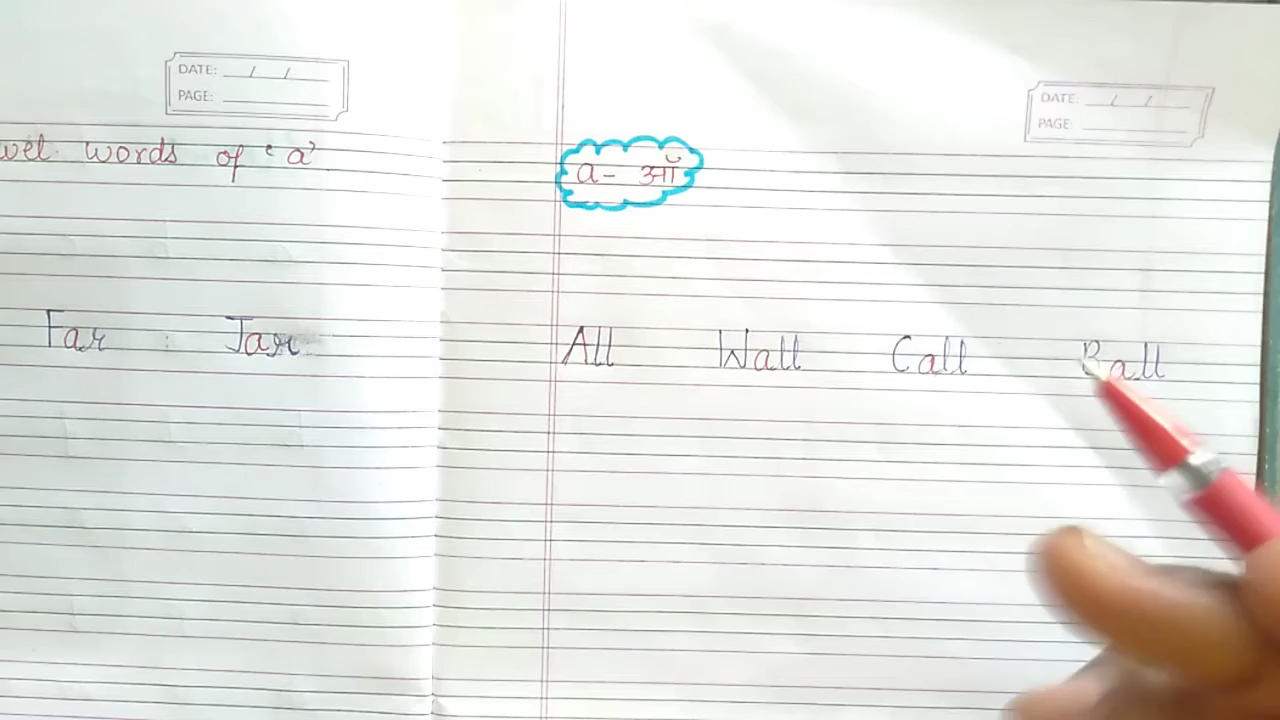 DATE: / /
PAGE:
words of 'a'
Far Jar
DATE: / /
PAGE:
a- ऑ
All Wall Call Ball